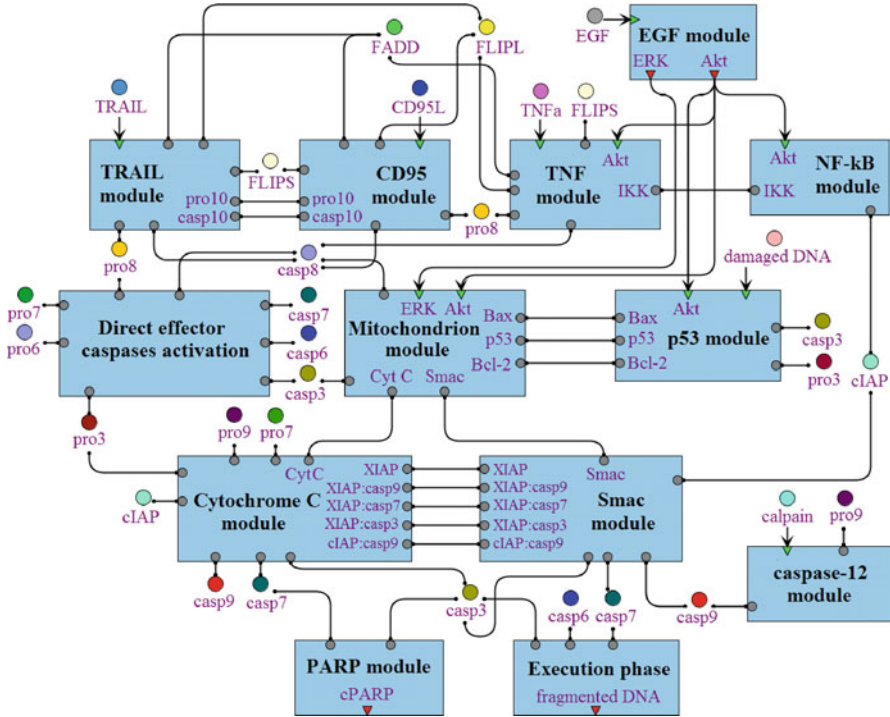 EGF
EGF module
ERK
Akt
FADD
FLIPL
TRAIL
CD95L
TNFa
FLIPS
TRAIL
module
pro10
casp10
FLIPS
CD95
module
pro10
casp10
Akt
TNF
module
IKK
Akt
NF-kB
module
IKK
pro8
pro8
casp8
damaged DNA
pro7
pro6
Direct effector
caspases activation
casp7
casp6
casp3
ERK
Akt
Mitochondrion
module
Bax
p53
Bcl-2
Cyt C
Smac
Akt
Bax
p53
Bcl-2
p53 module
casp3
pro3
cIAP
pro3
pro9
pro7
cIAP
CytC
Cytochrome C
module
XIAP
XIAP:casp9
XIAP:casp7
XIAP:casp3
cIAP:casp9
XIAP
XIAP:casp9
XIAP:casp7
XIAP:casp3
cIAP:casp9
Smac
Smac
module
calpain
pro9
caspase-12
module
casp9
casp7
casp3
casp6
casp7
casp9
PARP module
cPARP
Execution phase
fragmented DNA